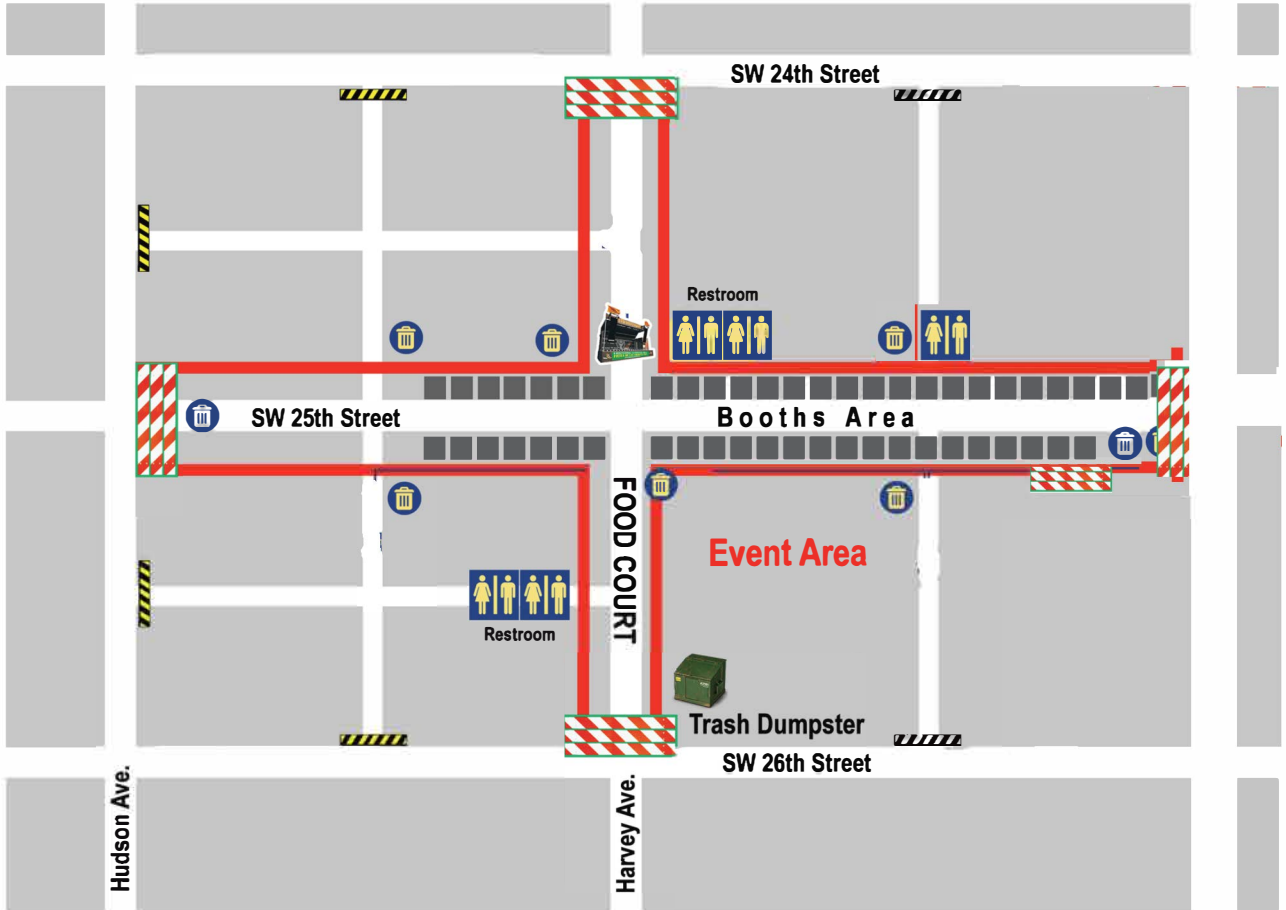 SW 24th Street
Restroom
SW 25th Street
Booths Area
FOOD COURT
Event Area
Restroom
Trash Dumpster
SW 26th Street
Hudson Ave.
Harvey Ave.